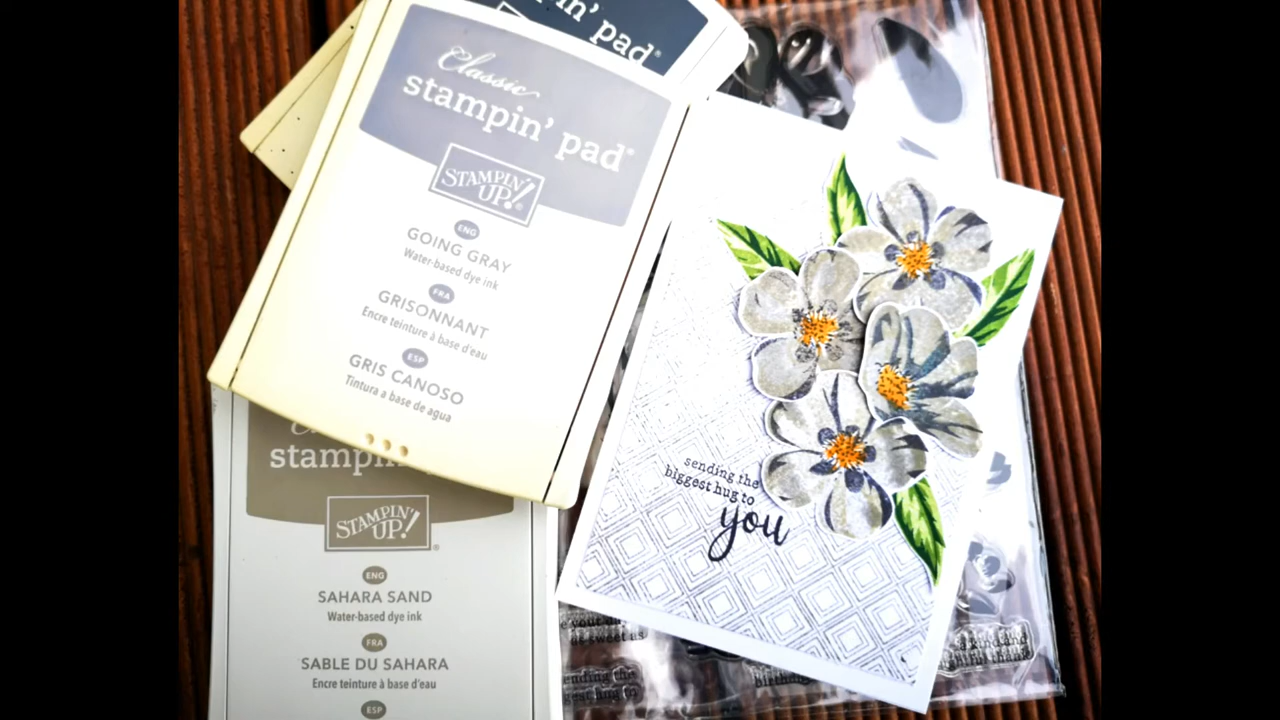 pad
Classic
stampin' pad
STAMPIN'
UP!
ENG
GOING GRAY
Water-based dye ink
FRA
GRISONNANT
Encre teinture à base d'eau
ESP
GRIS CANOSO
Tintura a base de agua
STAMPIN'
UP!
ENG
SAHARA SAND
Water-based dye ink
FRA
SABLE DU SAHARA
Encre teinture à base d'eau
ESP
sending the
biggest hug to
you